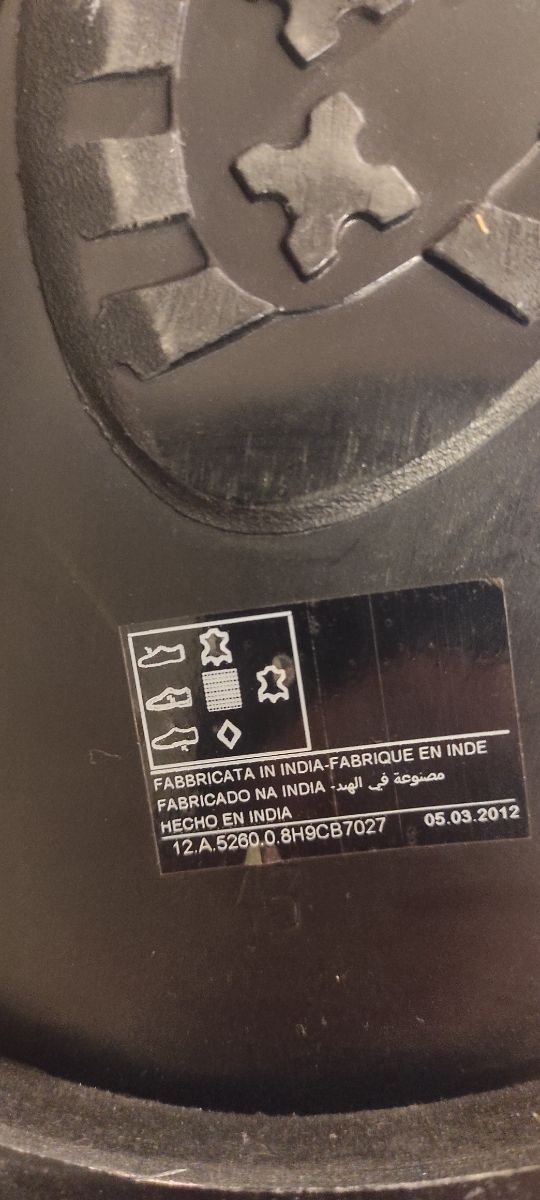 FABBRICATA IN INDIA-FABRIQUE EN INDE
FABRICADO NA INDIA - مصنوعة في الهند
HECHO EN INDIA
12.A.5260.0.8H9CB7027 05.03.2012